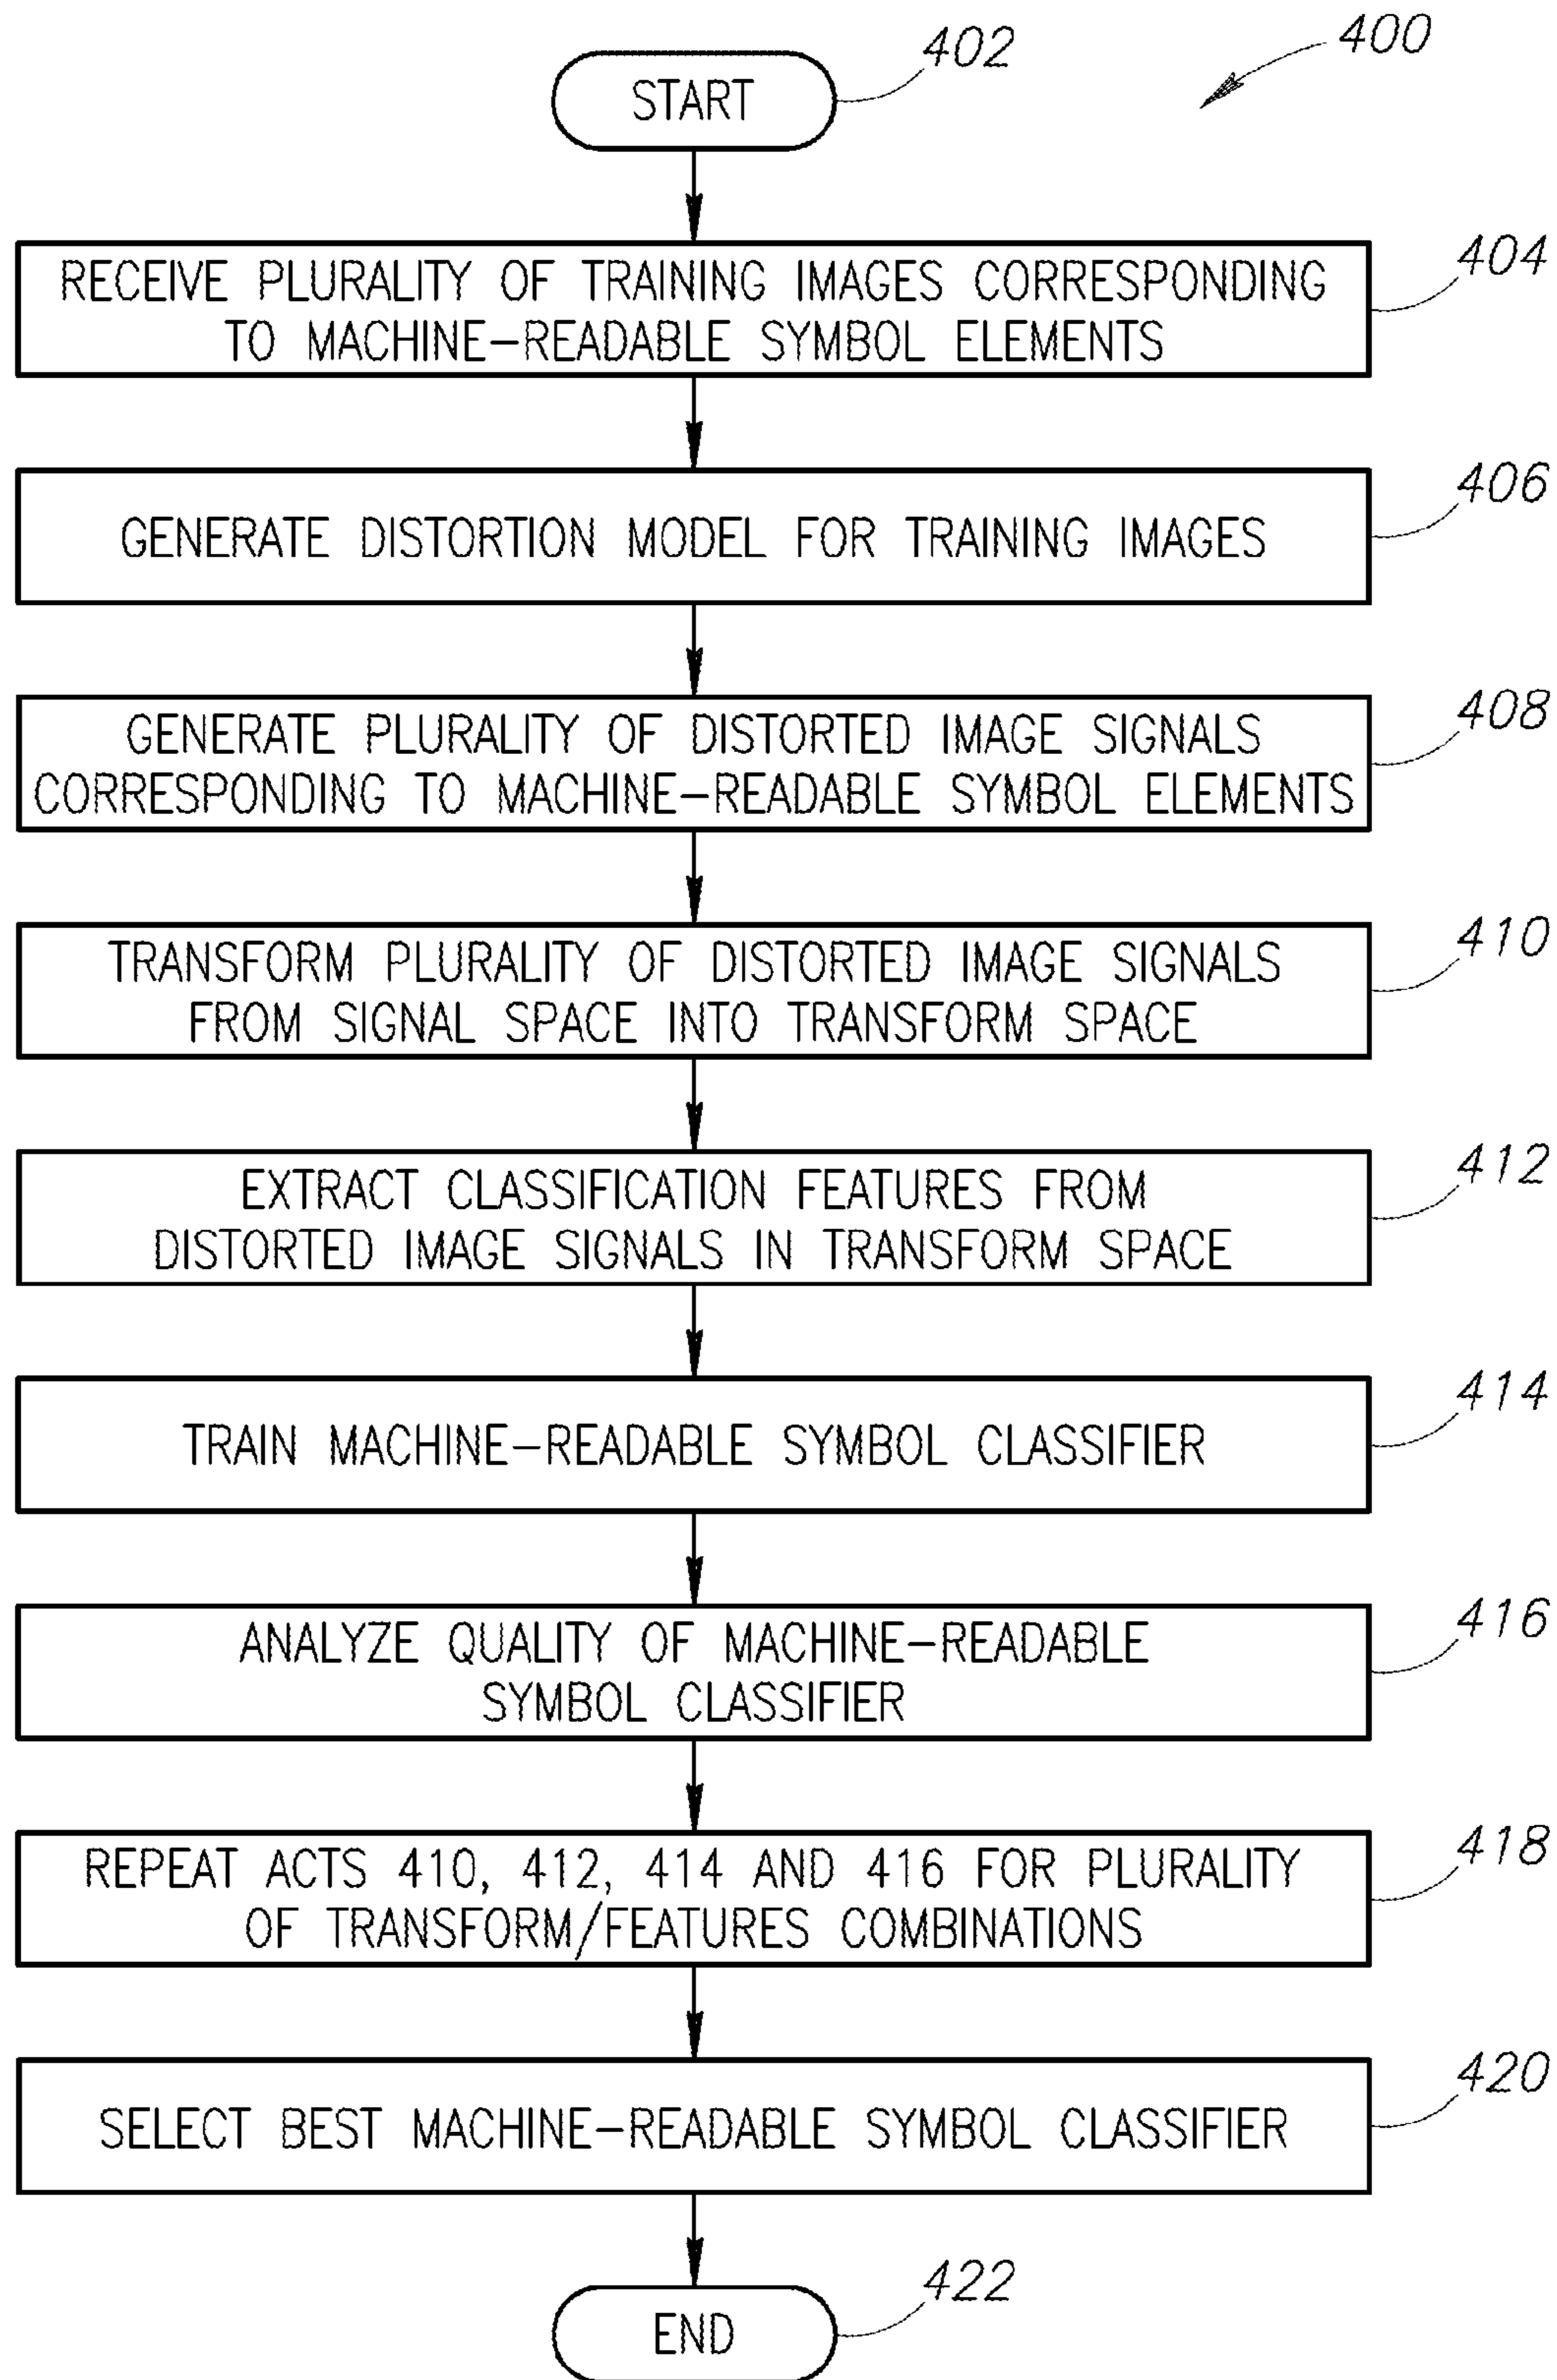 400
START
402
RECEIVE PLURALITY OF TRAINING IMAGES CORRESPONDING
TO MACHINE-READABLE SYMBOL ELEMENTS
404
GENERATE DISTORTION MODEL FOR TRAINING IMAGES
406
GENERATE PLURALITY OF DISTORTED IMAGE SIGNALS
CORRESPONDING TO MACHINE-READABLE SYMBOL ELEMENTS
408
TRANSFORM PLURALITY OF DISTORTED IMAGE SIGNALS
FROM SIGNAL SPACE INTO TRANSFORM SPACE
410
EXTRACT CLASSIFICATION FEATURES FROM
DISTORTED IMAGE SIGNALS IN TRANSFORM SPACE
412
TRAIN MACHINE-READABLE SYMBOL CLASSIFIER
414
ANALYZE QUALITY OF MACHINE-READABLE
SYMBOL CLASSIFIER
416
REPEAT ACTS 410, 412, 414 AND 416 FOR PLURALITY
OF TRANSFORM/FEATURES COMBINATIONS
418
SELECT BEST MACHINE-READABLE SYMBOL CLASSIFIER
420
END
422